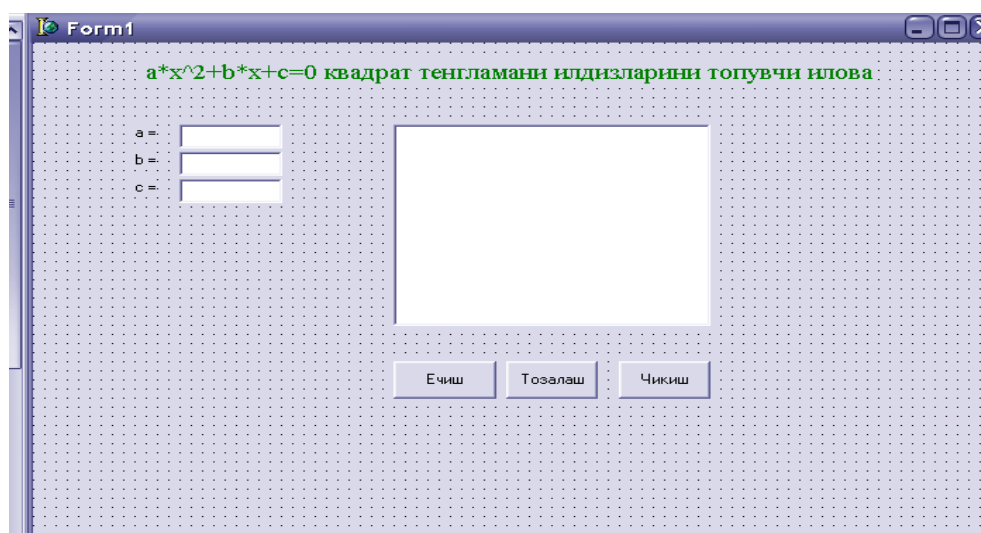 Form1
a*x^2+b*x+c=0 квадрат тенгламани илдизларини топувчи илова
a =
b =
c =
Ечиш Тозалаш Чикиш